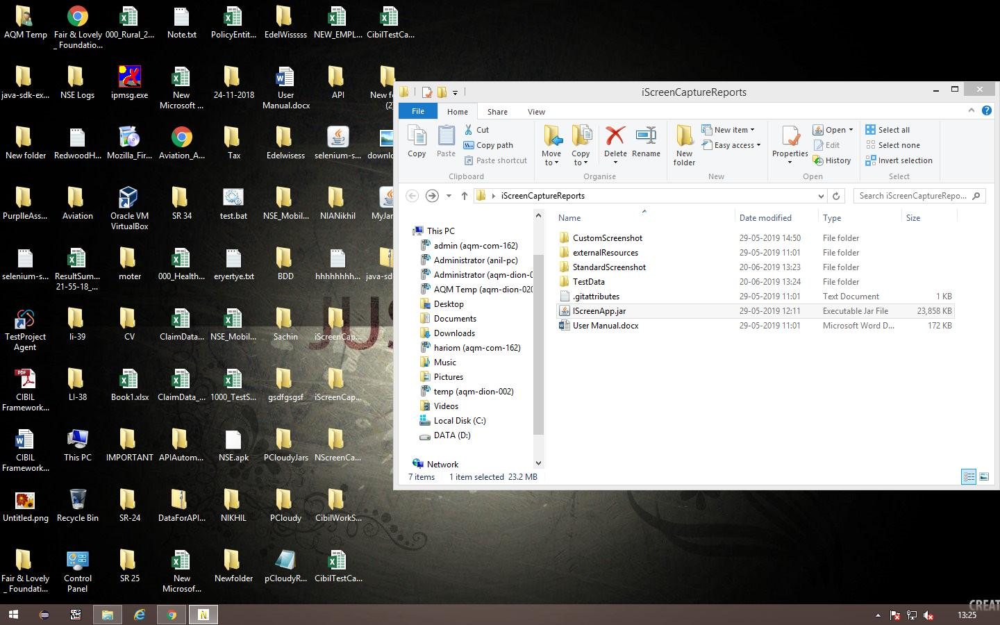 AQM Temp
Fair & Lovely
_ Foundatio...
000_Rural_2...
Note.txt
PolicyEntit...
EdelWisssss
NEW_EMPL...
CibilTestCa...
java-sdk-ex...
NSE Logs
ipmsg.exe
New
Microsoft ...
24-11-2018
User
Manual.docx
API
New fo
(2)
New folder
RedwoodH...
Mozilla_Fir...
Aviation_A...
Tax
Edelwisess
selenium-s...
downlo
PurplleAss...
Aviation
Oracle VM
VirtualBox
SR 34
test.bat
NSE_Mobil...
NIANikhil
MyJar
selenium-s...
ResultSum...
21-55-18_...
moter
000_Health...
eryertye.txt
BDD
hhhhhhhh...
java-sd
TestProject
Agent
li-39
CV
ClaimData...
NSE_Mobil...
Sachin
iScreenCap...
JUS
CIBIL
Framework...
LI-38
Book1.xlsx
ClaimData_...
1000_TestS...
gsdfgsgsf
iScreenCap...
CIBIL
Framework...
This PC
IMPORTANT
APIAutom...
NSE.apk
PCloudyJars
NScreenCa...
Untitled.png
Recycle Bin
SR-24
DataForAPI...
NIKHIL
PCloudy
CibilWorkS...
Fair & Lovely
_ Foundati...
Control
Panel
SR 25
New
Microsof...
Newfolder
pCloudyR...
CibilTestCa...
iScreenCaptureReports
File Home Share View
Copy
Paste
Cut
Copy path
Paste shortcut
Clipboard
Move
to
Copy
to
Delete
Rename
Organise
New
folder
New item
Easy access
New
Properties
Open
Edit
History
Open
Select all
Select none
Invert selection
Select
iScreenCaptureReports
Search iScreenCaptureRepo...
This PC
admin (aqm-com-162)
Administrator (anil-pc)
Administrator (aqm-dion-0
AQM Temp (aqm-dion-020
Desktop
Documents
Downloads
hariom (aqm-com-162)
Music
Pictures
temp (aqm-dion-002)
Videos
Local Disk (C:)
DATA (D:)
Network
Name Date modified Type Size
CustomScreenshot 29-05-2019 14:50 File folder
externalResources 29-05-2019 11:01 File folder
StandardScreenshot 20-06-2019 13:23 File folder
TestData 20-06-2019 13:24 File folder
.gitattributes 29-05-2019 11:01 Text Document 1 KB
IScreenApp.jar 29-05-2019 12:11 Executable Jar File 23,858 KB
User Manual.docx 29-05-2019 11:01 Microsoft Word D... 172 KB
7 items 1 item selected 23.2 MB
CREAT
13:25